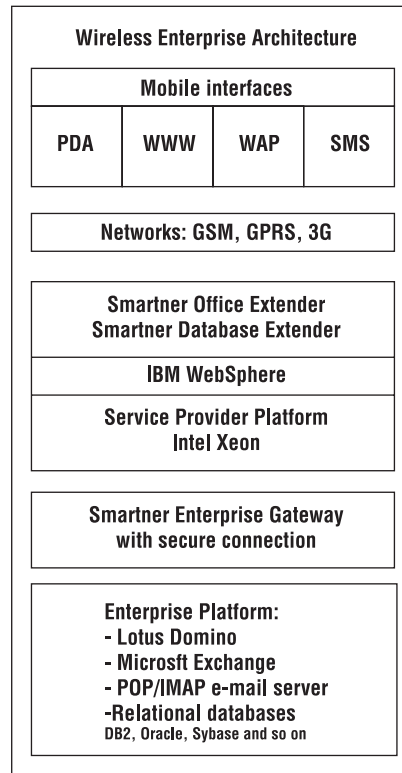 Wireless Enterprise Architecture
Mobile interfaces
PDA WWW WAP SMS
Networks: GSM, GPRS, 3G
Smartner Office Extender
Smartner Database Extender
IBM WebSphere
Service Provider Platform
Intel Xeon
Smartner Enterprise Gateway
with secure connection
Enterprise Platform:
- Lotus Domino
- Microsft Exchange
- POP/IMAP e-mail server
-Relational databases
DB2, Oracle, Sybase and so on